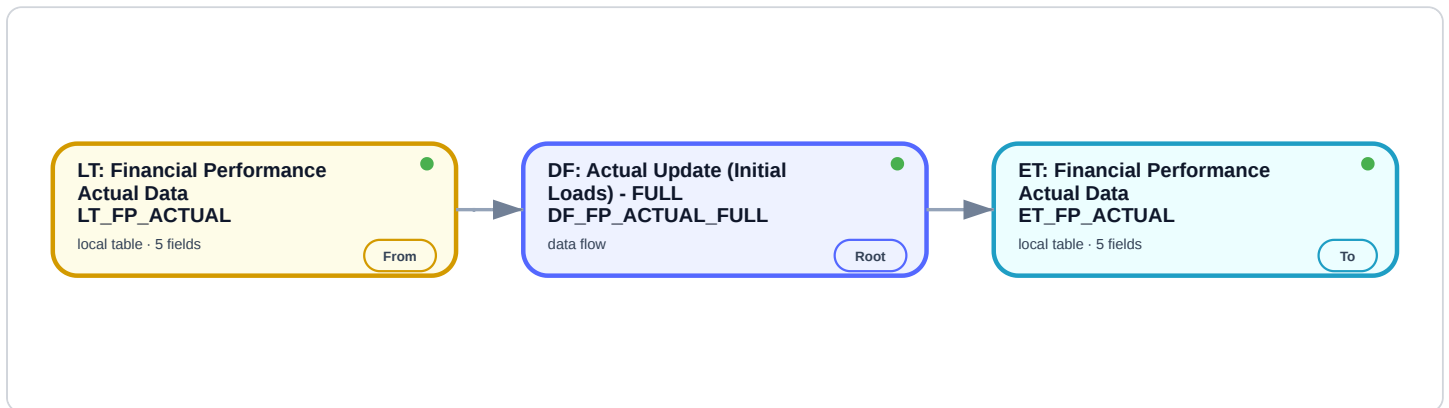 LT: Financial Performance
Actual Data
LT_FP_ACTUAL
local table · 5 fields
From
DF: Actual Update (Initial
Loads) - FULL
DF_FP_ACTUAL_FULL
data flow
Root
ET: Financial Performance
Actual Data
ET_FP_ACTUAL
local table · 5 fields
To